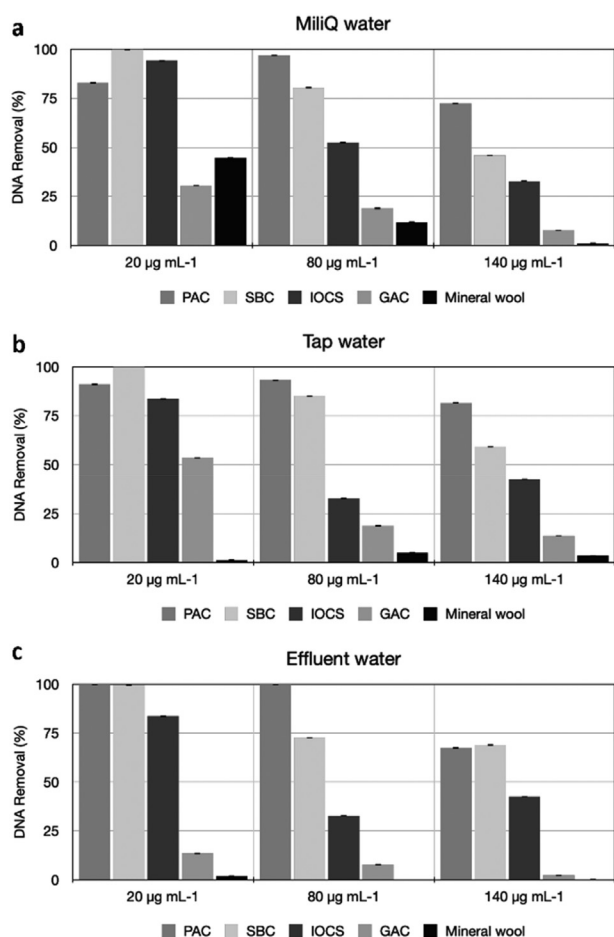 a
MiliQ water
DNA Removal (%)
100
75
50
25
0
20 µg mL-1 80 µg mL-1 140 µg mL-1
PAC SBC IOCS GAC Mineral wool
b
Tap water
DNA Removal (%)
100
75
50
25
0
20 µg mL-1 80 µg mL-1 140 µg mL-1
PAC SBC IOCS GAC Mineral wool
c
Effluent water
DNA Removal (%)
100
75
50
25
0
20 µg mL-1 80 µg mL-1 140 µg mL-1
PAC SBC IOCS GAC Mineral wool